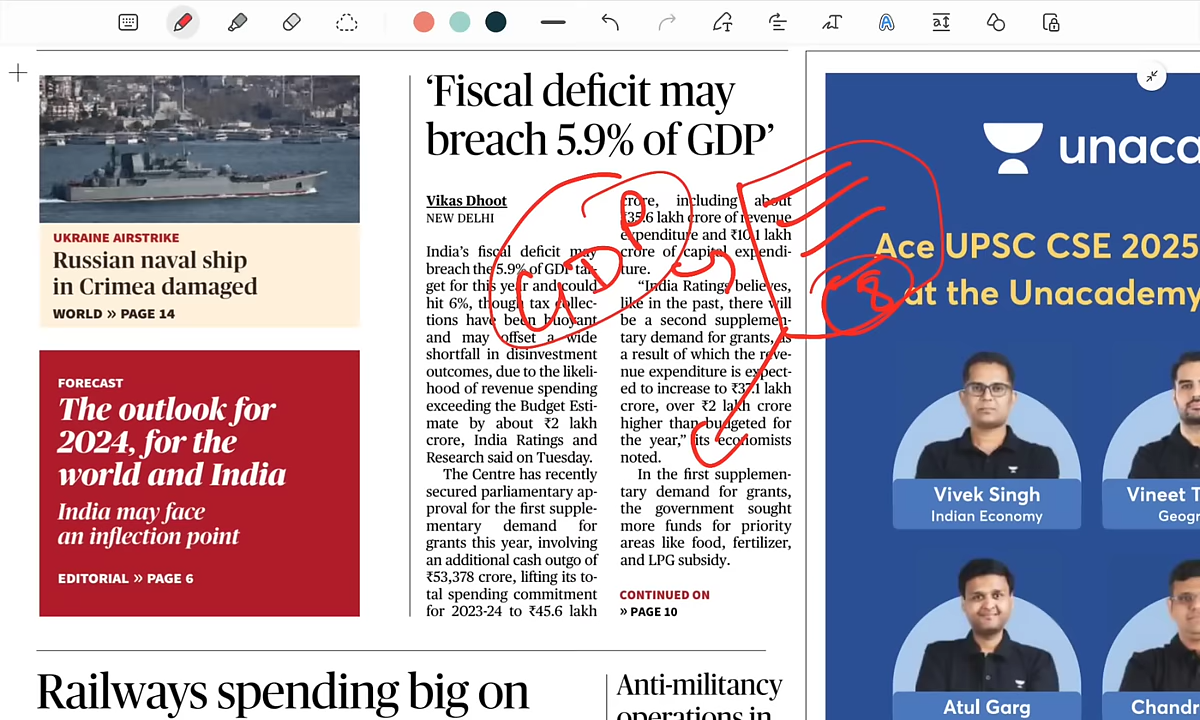 UKRAINE AIRSTRIKE
Russian naval ship
in Crimea damaged
WORLD » PAGE 14
FORECAST
The outlook for
2024, for the
world and India
India may face
an inflection point
EDITORIAL » PAGE 6
‘Fiscal deficit may
breach 5.9% of GDP’
Vikas Dhoot
NEW DELHI
India’s fiscal deficit may
breach the 5.9% of GDP tar-
get for this year and could
hit 6%, though tax collec-
tions have been buoyant
and may offset a wide
shortfall in disinvestment
outcomes, due to the likeli-
hood of revenue spending
exceeding the Budget Esti-
mate by about ₹2 lakh
crore, India Ratings and
Research said on Tuesday.
The Centre has recently
secured parliamentary ap-
proval for the first supple-
mentary demand for
grants this year, involving
an additional cash outgo of
₹53,378 crore, lifting its to-
tal spending commitment
for 2023-24 to ₹45.6 lakh
crore, including about
₹35.6 lakh crore of revenue
expenditure and ₹10.1 lakh
crore of capital expendi-
ture.
“India Ratings believes,
like in the past, there will
be a second supplemen-
tary demand for grants, as
a result of which the reve-
nue expenditure is expect-
ed to increase to ₹37.1 lakh
crore, over ₹2 lakh crore
higher than budgeted for
the year,” its economists
noted.
In the first supplemen-
tary demand for grants,
the government sought
more funds for priority
areas like food, fertilizer,
and LPG subsidy.
CONTINUED ON
» PAGE 10
GDP
Railways spending big on
Anti-militancy
operations in
unaca
Ace UPSC CSE 2025
at the Unacademy
Vivek Singh
Indian Economy
Vineet T
Geogr
Atul Garg
Chandr